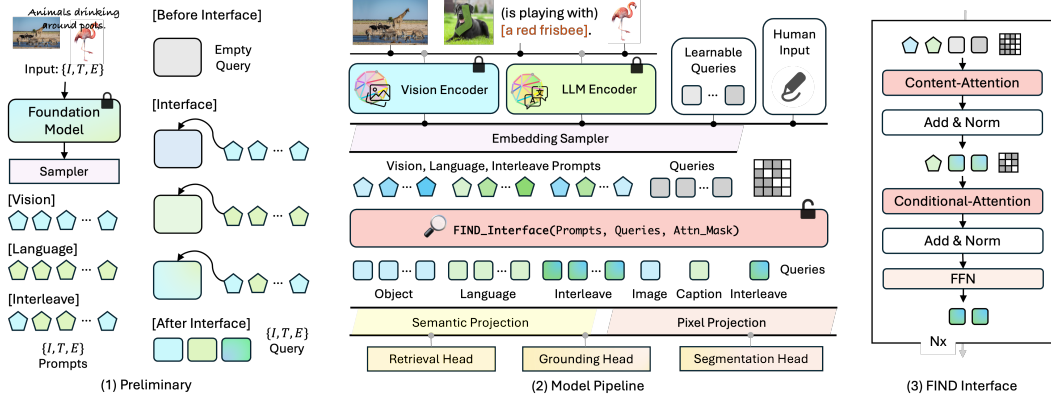 Animals drinking
around pools.
Input: {I, T, E}
Foundation
Model
Sampler
[Vision]
[Language]
[Interleave]
{I, T, E}
Prompts
[Before Interface]
Empty
Query
[Interface]
[After Interface]
{I, T, E}
Query
(1) Preliminary
(is playing with)
[a red frisbee].
Vision Encoder
LLM Encoder
Learnable
Queries
Human
Input
Embedding Sampler
Vision, Language, Interleave Prompts
Queries
FIND_Interface(Prompts, Queries, Attn_Mask)
Queries
Object
Language
Interleave
Image
Caption
Interleave
Semantic Projection
Pixel Projection
Retrieval Head
Grounding Head
Segmentation Head
(2) Model Pipeline
Content-Attention
Add & Norm
Conditional-Attention
Add & Norm
FFN
Nx
(3) FIND Interface